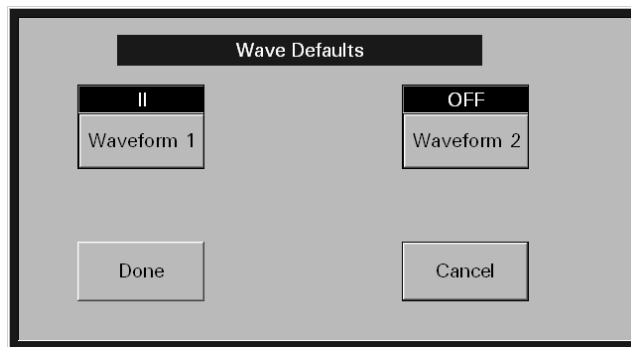 Wave Defaults
II
OFF
Waveform 1
Waveform 2
Done
Cancel